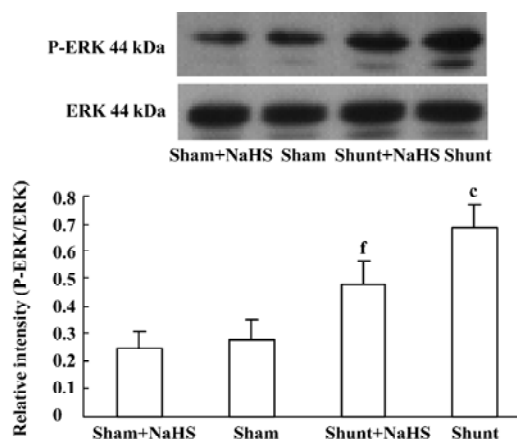 P-ERK 44 kDa
ERK 44 kDa
Sham+NaHS Sham Shunt+NaHS Shunt
Relative intensity (P-ERK/ERK)
0.8
0.7
0.6
0.5
0.4
0.3
0.2
0.1
0
f
c
Sham+NaHS Sham Shunt+NaHS Shunt